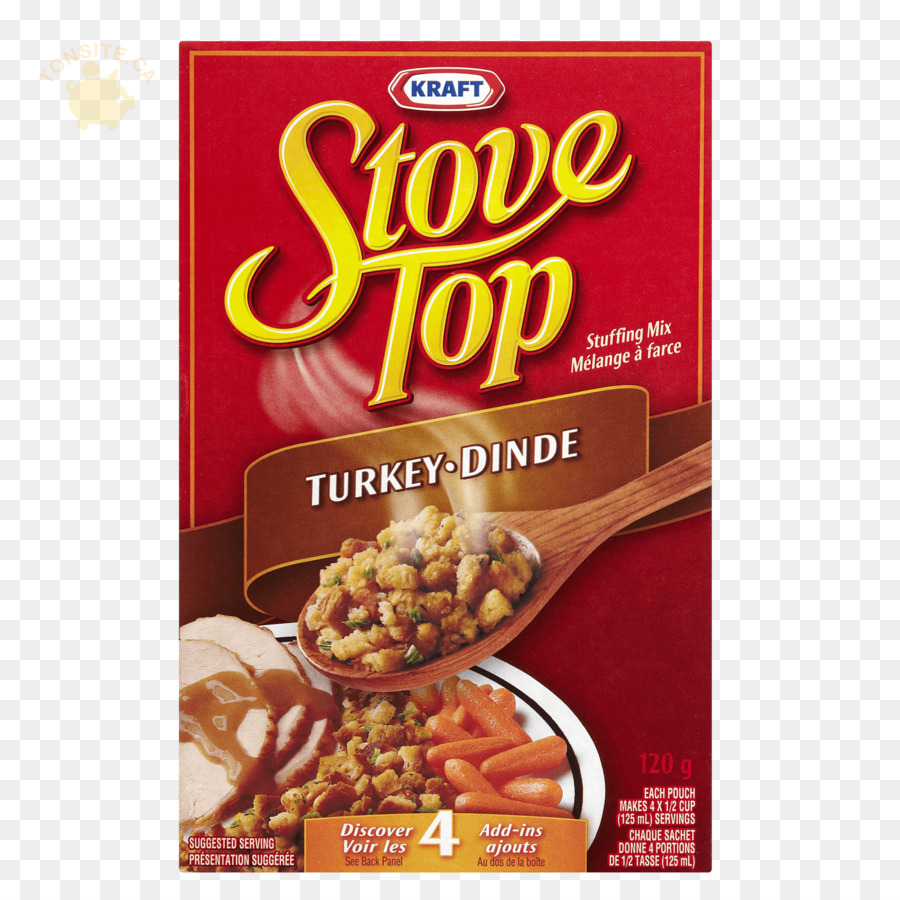 TONSITE.CA
KRAFT
Stove
Top
Stuffing Mix
Mélange à farce
TURKEY•DINDE
120 g
EACH POUCH
MAKES 4 X 1/2 CUP
(125 mL) SERVINGS
CHAQUE SACHET
DONNE 4 PORTIONS
DE 1/2 TASSE (125 mL)
SUGGESTED SERVING
PRÉSENTATION SUGGÉRÉE
Discover 4 Add-ins
Voir les ajouts
See Back Panel Au dos de la boîte